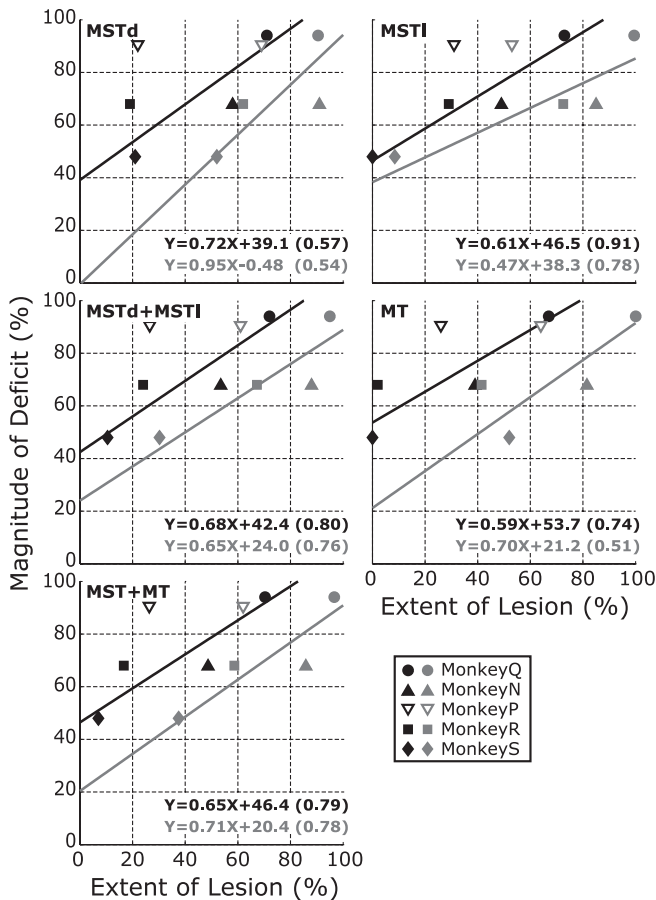 MSTd
MSTl
100
80
60
40
20
0
Y=0.72X+39.1 (0.57)
Y=0.95X-0.48 (0.54)
Y=0.61X+46.5 (0.91)
Y=0.47X+38.3 (0.78)
Magnitude of Deficit (%)
MSTd+MSTl
MT
100
80
60
40
20
0
Y=0.68X+42.4 (0.80)
Y=0.65X+24.0 (0.76)
Y=0.59X+53.7 (0.74)
Y=0.70X+21.2 (0.51)
0 20 40 60 80 100
Extent of Lesion (%)
MST+MT
100
80
60
40
20
0
Y=0.65X+46.4 (0.79)
Y=0.71X+20.4 (0.78)
0 20 40 60 80 100
Extent of Lesion (%)
MonkeyQ
MonkeyN
MonkeyP
MonkeyR
MonkeyS